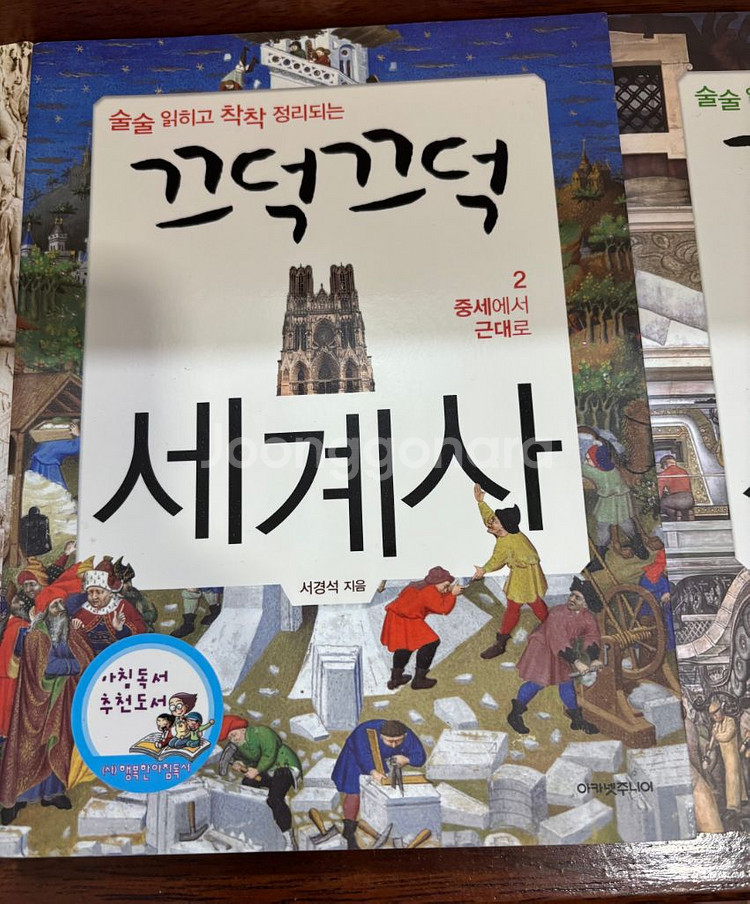 술술 읽히고 착착 정리되는
끄덕끄덕
2
중세에서
근대로
세계사
Joonggonara
서경석 지음
아침독서
추천도서
(사)행복한아침독서
아카넷주니어
술술